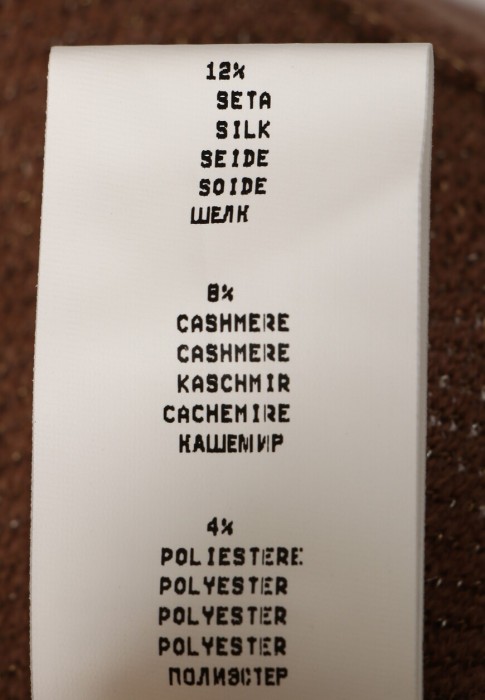 12%
SETA
SILK
SEIDE
SOIDE
ШЕЛК
8%
CASHMERE
CASHMERE
KASCHMIR
CACHEMIRE
КАШЕМИР
4%
POLIESTERE
POLYESTER
POLYESTER
POLYESTER
ПОЛИЭСТЕР